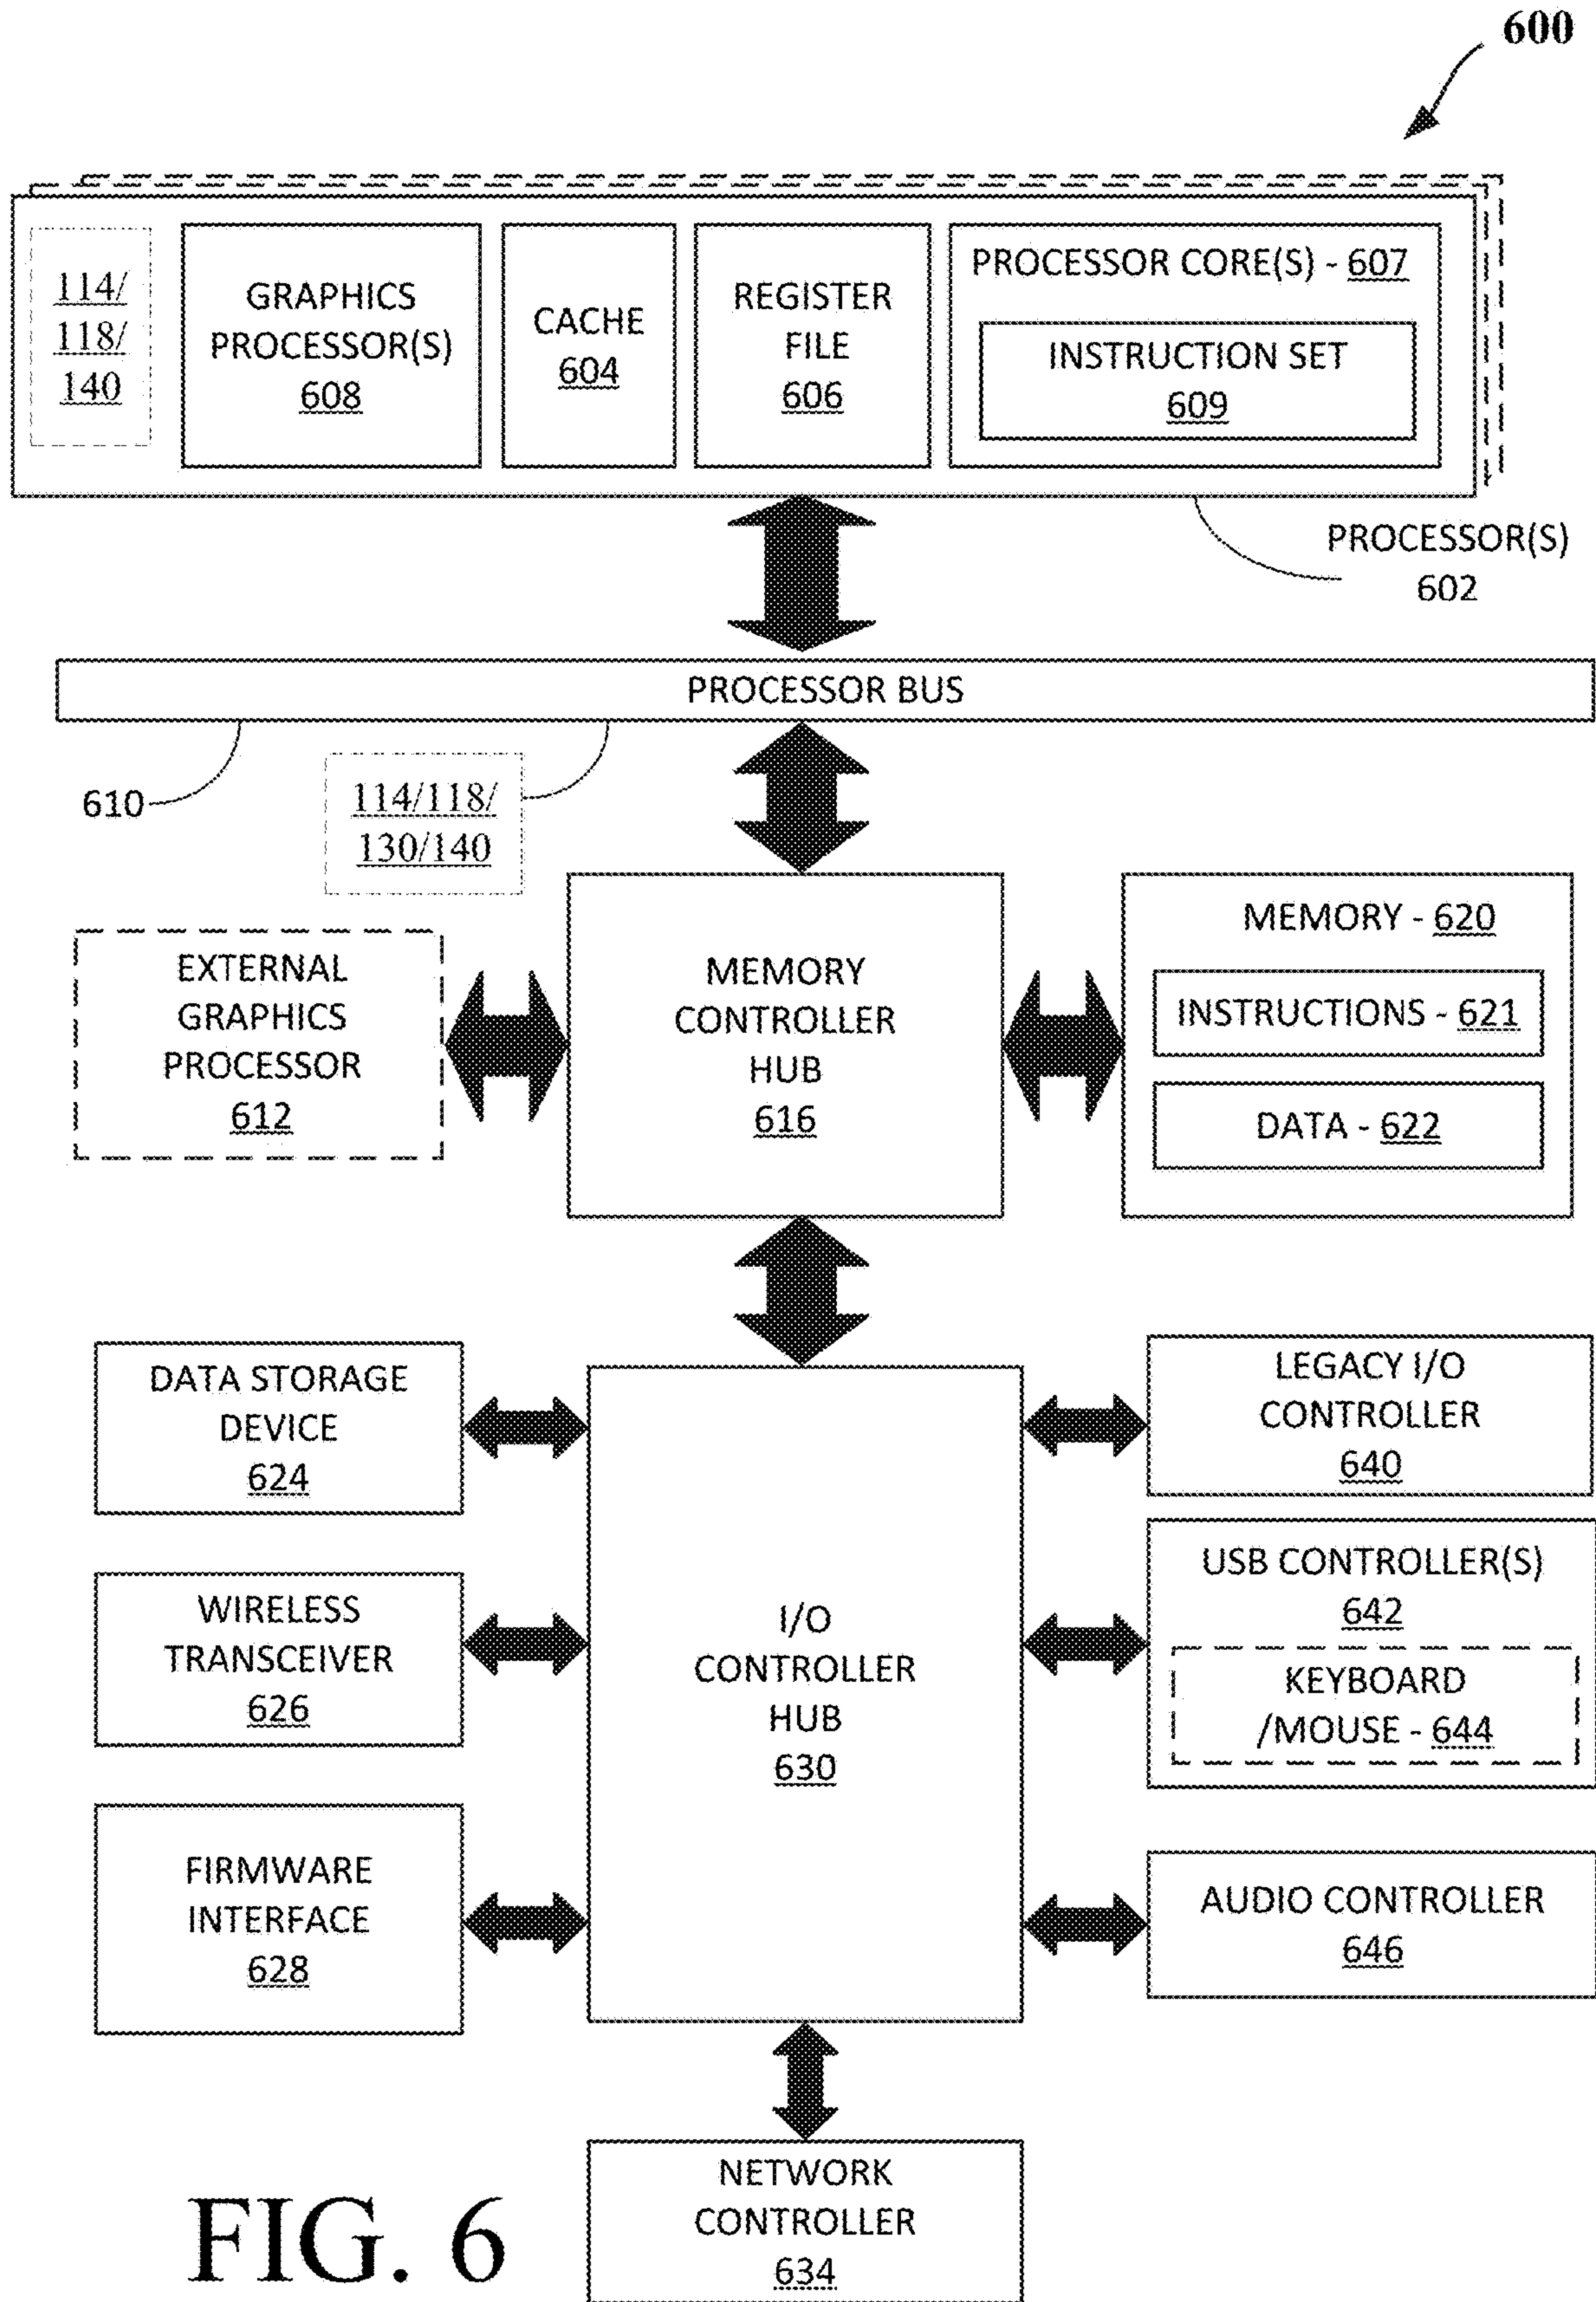 600
114/
118/
140
GRAPHICS
PROCESSOR(S)
608
CACHE
604
REGISTER
FILE
606
PROCESSOR CORE(S) - 607
INSTRUCTION SET
609
PROCESSOR(S)
602
PROCESSOR BUS
610
114/118/
130/140
EXTERNAL
GRAPHICS
PROCESSOR
612
MEMORY
CONTROLLER
HUB
616
MEMORY - 620
INSTRUCTIONS - 621
DATA - 622
DATA STORAGE
DEVICE
624
WIRELESS
TRANSCEIVER
626
FIRMWARE
INTERFACE
628
I/O
CONTROLLER
HUB
630
LEGACY I/O
CONTROLLER
640
USB CONTROLLER(S)
642
KEYBOARD
/MOUSE - 644
AUDIO CONTROLLER
646
NETWORK
CONTROLLER
634
FIG. 6